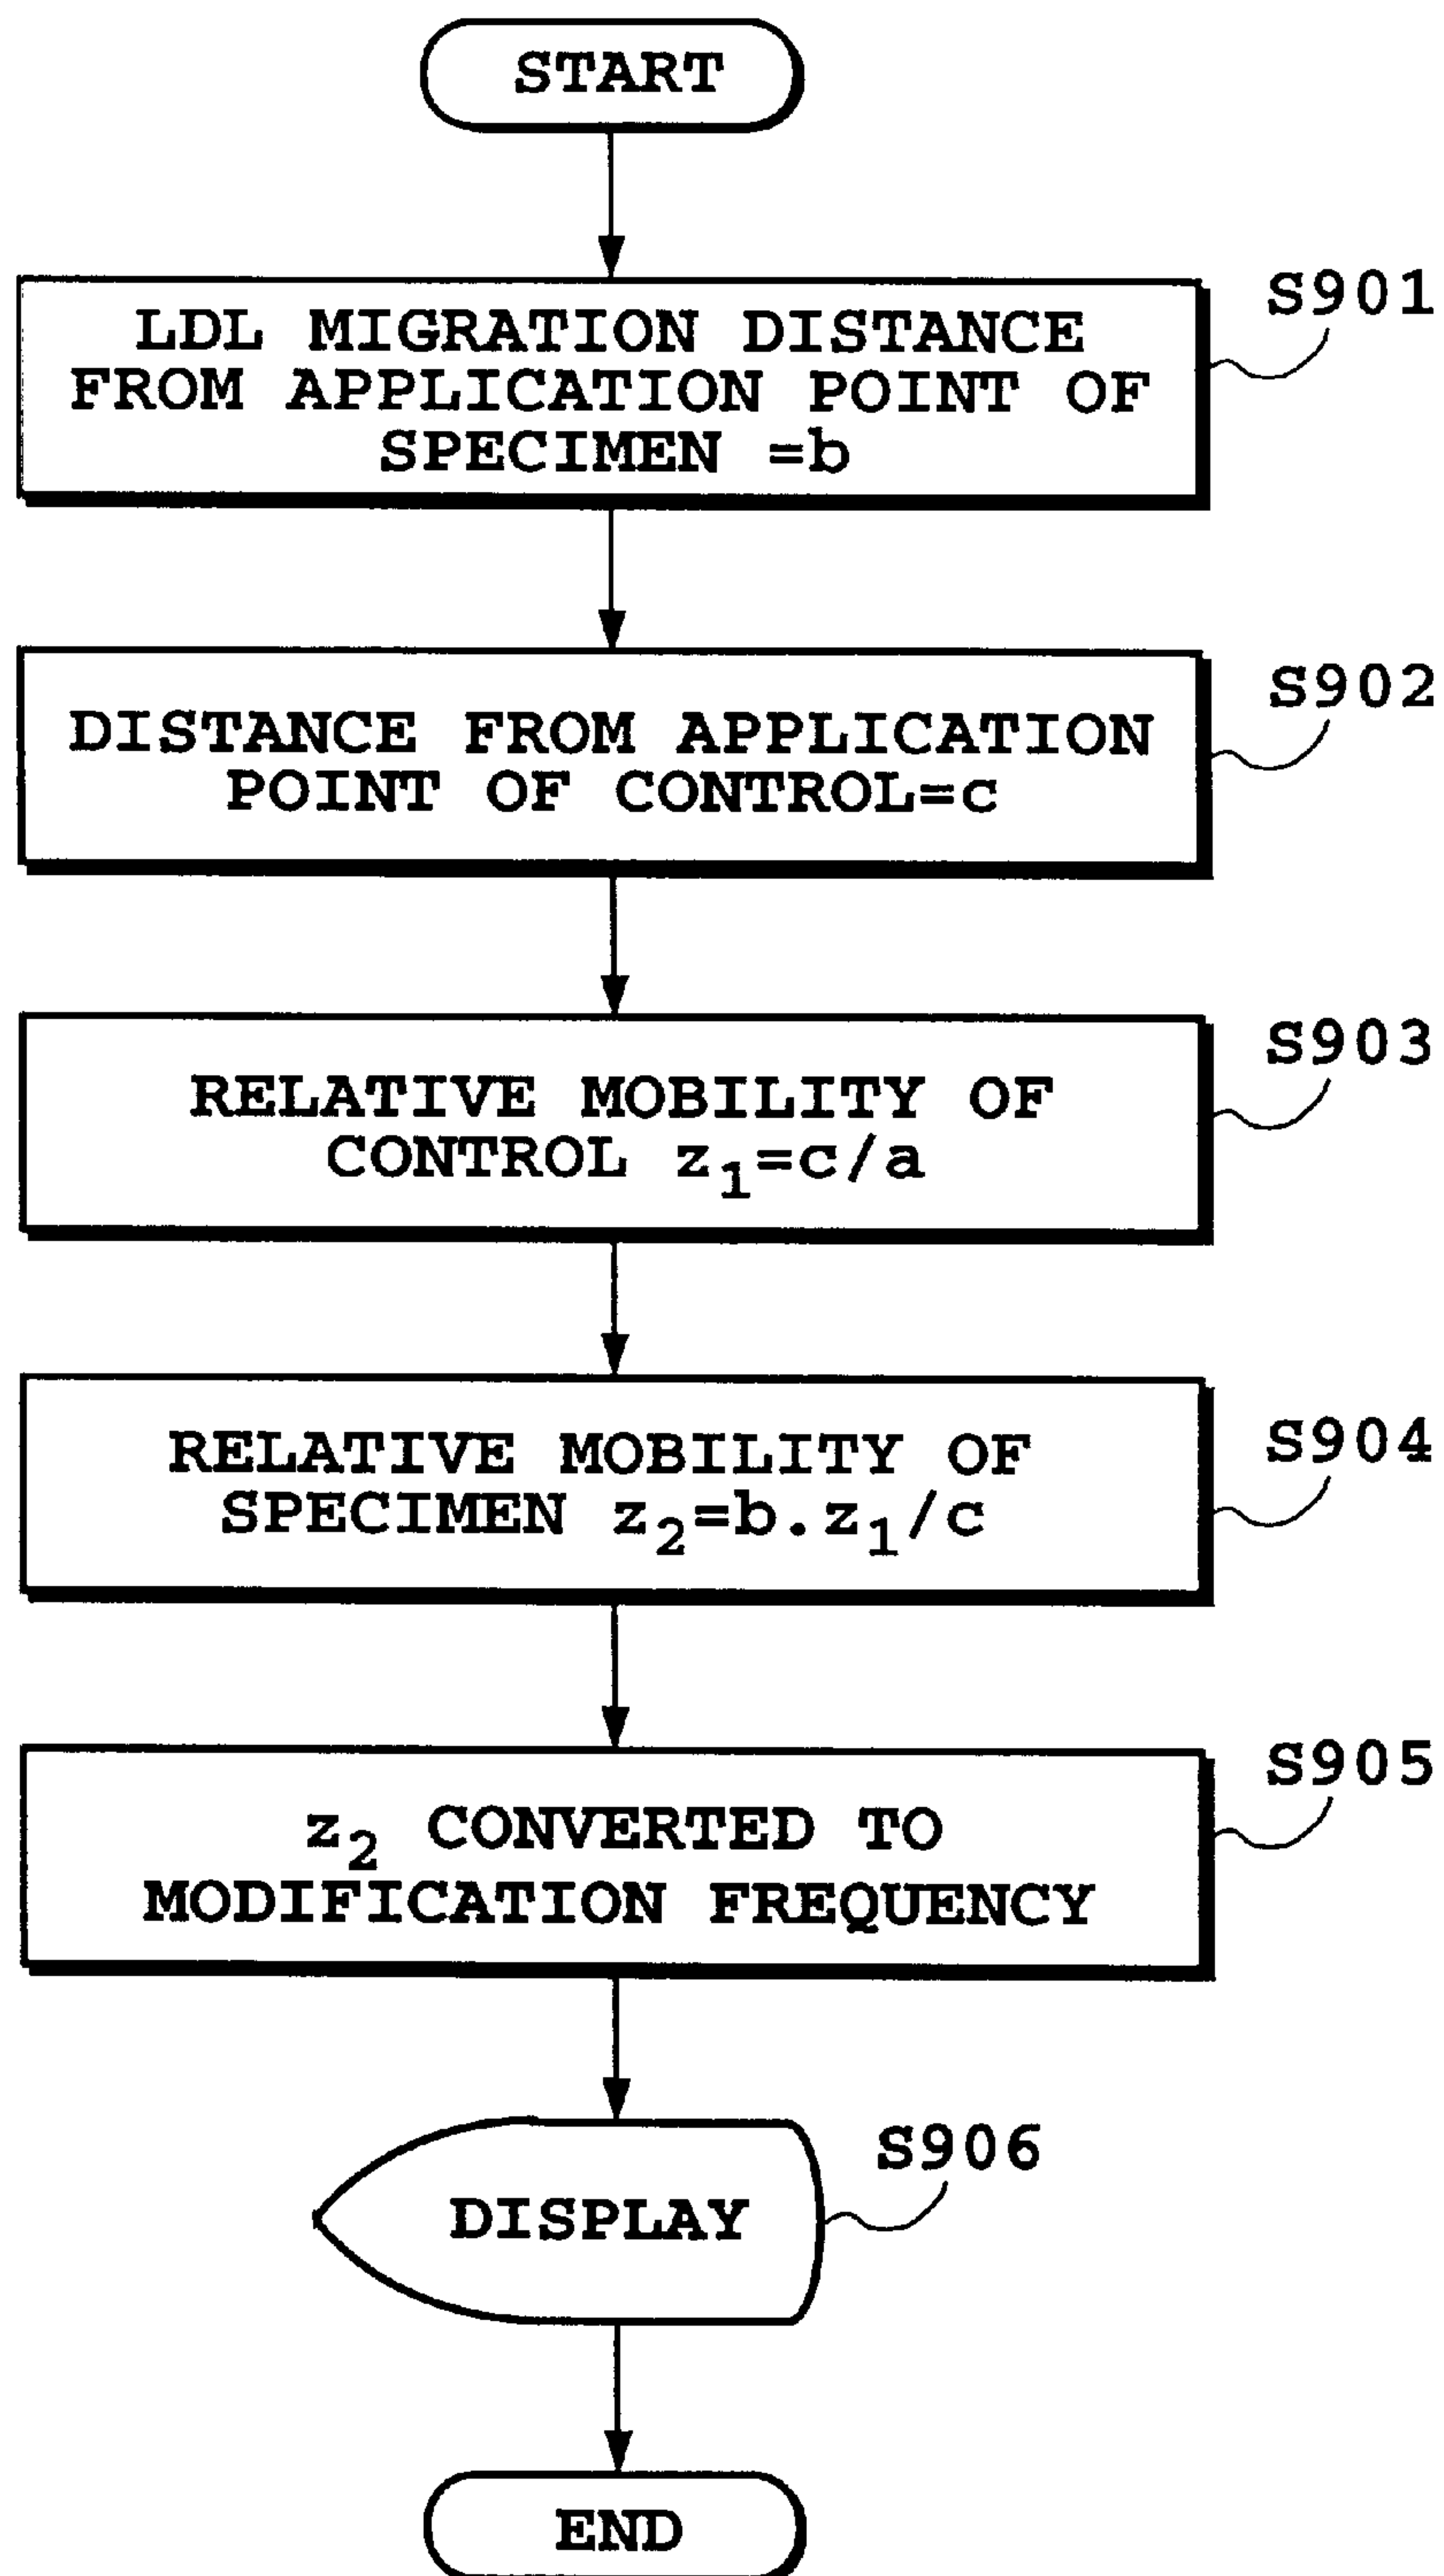 START
S901
LDL MIGRATION DISTANCE
FROM APPLICATION POINT OF
SPECIMEN =b
S902
DISTANCE FROM APPLICATION
POINT OF CONTROL=c
S903
RELATIVE MOBILITY OF
CONTROL z₁=c/a
S904
RELATIVE MOBILITY OF
SPECIMEN z₂=b.z₁/c
S905
z₂ CONVERTED TO
MODIFICATION FREQUENCY
S906
DISPLAY
END